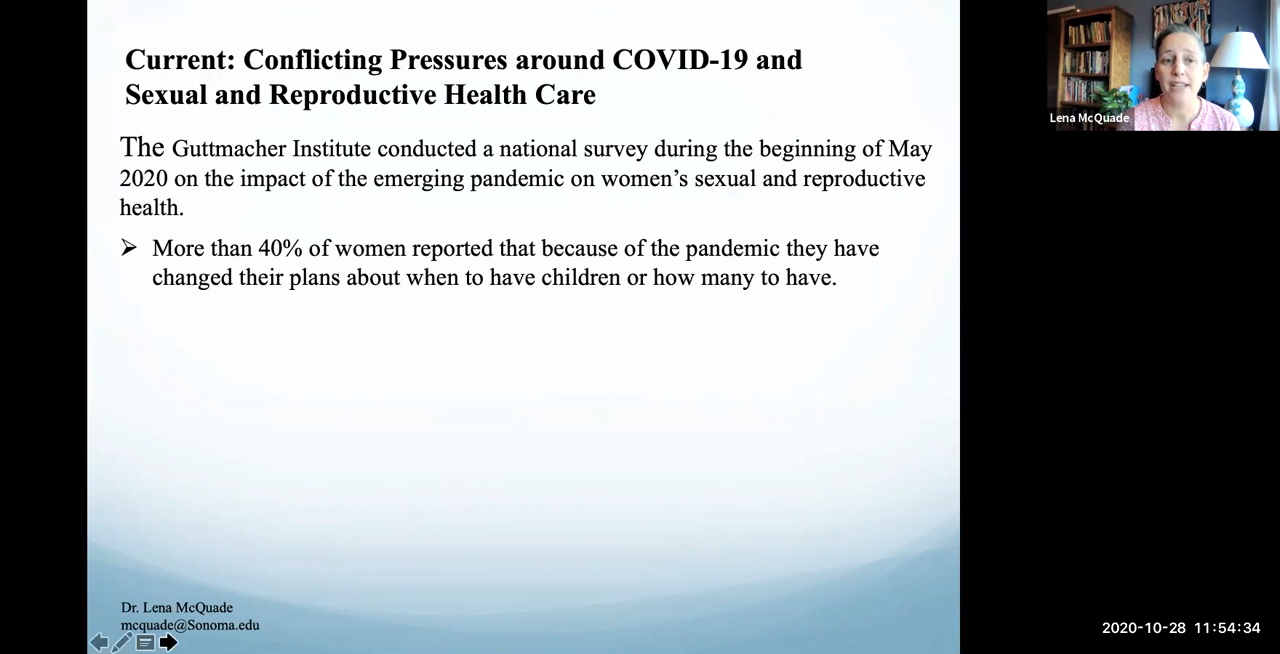 Current: Conflicting Pressures around COVID-19 and
Sexual and Reproductive Health Care
The Guttmacher Institute conducted a national survey during the beginning of May
2020 on the impact of the emerging pandemic on women’s sexual and reproductive
health.
➢ More than 40% of women reported that because of the pandemic they have
changed their plans about when to have children or how many to have.
Dr. Lena McQuade
mcquade@Sonoma.edu
Lena McQuade
2020-10-28 11:54:34